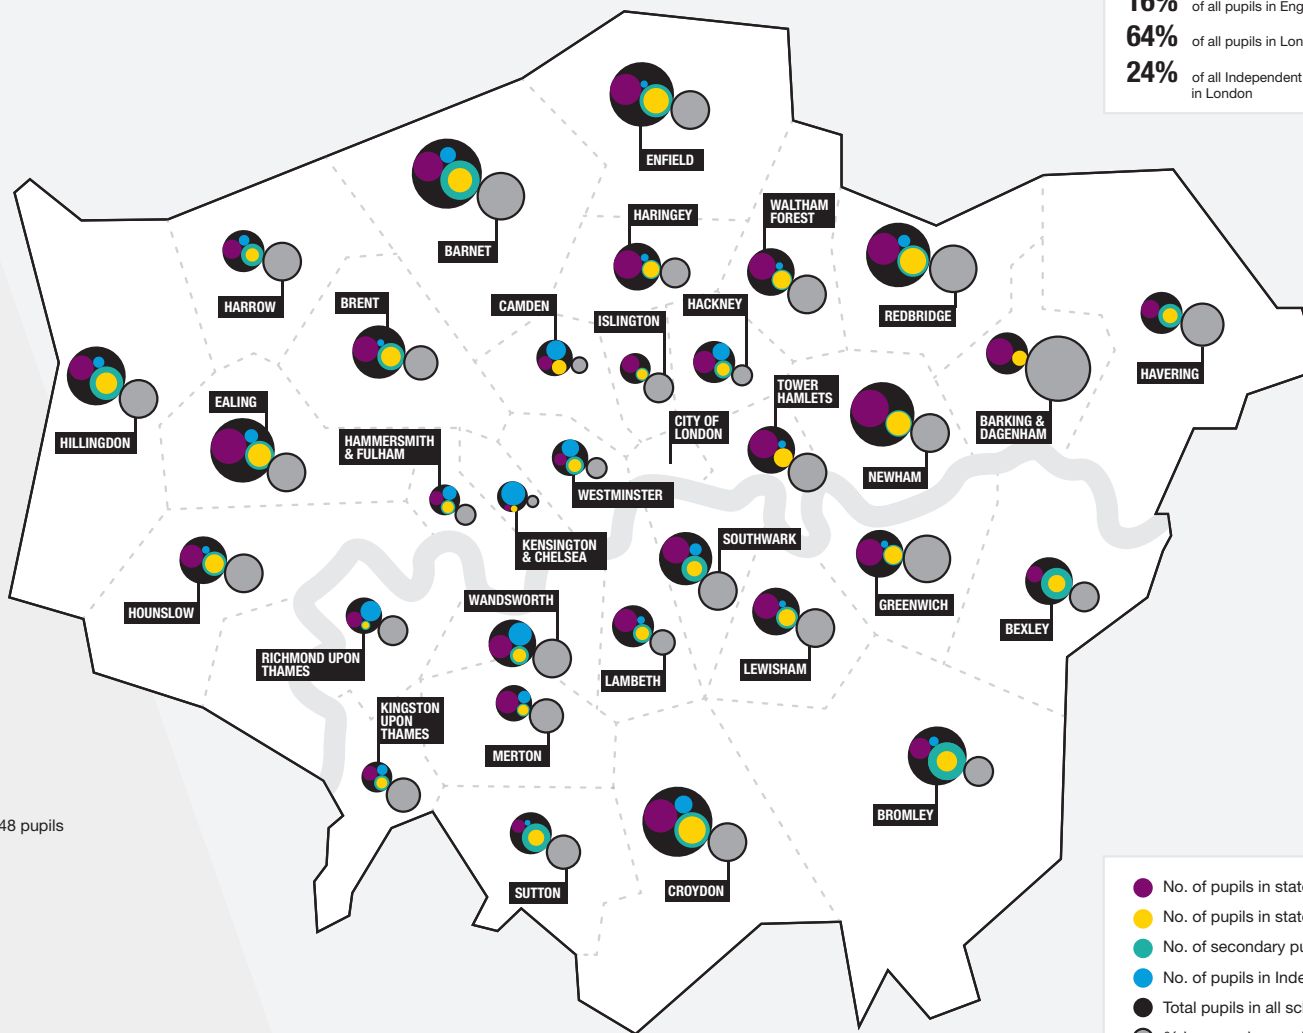 16% of all pupils in Eng
64% of all pupils in Lon
24% of all Independent
in London
ENFIELD
BARNET
HARINGEY
WALTHAM
FOREST
HARROW
BRENT
CAMDEN
ISLINGTON
HACKNEY
REDBRIDGE
HAVERING
HILLINGDON
EALING
HAMMERSMITH
& FULHAM
CITY OF
LONDON
TOWER
HAMLETS
BARKING &
DAGENHAM
NEWHAM
WESTMINSTER
KENSINGTON
& CHELSEA
SOUTHWARK
HOUNSLOW
WANDSWORTH
GREENWICH
BEXLEY
RICHMOND UPON
THAMES
LAMBETH
LEWISHAM
KINGSTON
UPON
THAMES
MERTON
BROMLEY
48 pupils
SUTTON
CROYDON
No. of pupils in state
No. of pupils in state
No. of secondary pu
No. of pupils in Inde
Total pupils in all scl